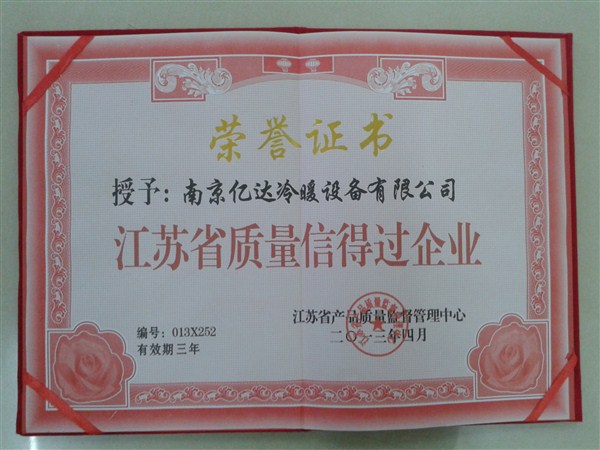 荣誉证书
授予：南京亿达冷暖设备有限公司
江苏省质量信得过企业
江苏省产品质量监督管理中心
二〇一三年四月
编号：013X252
有效期三年